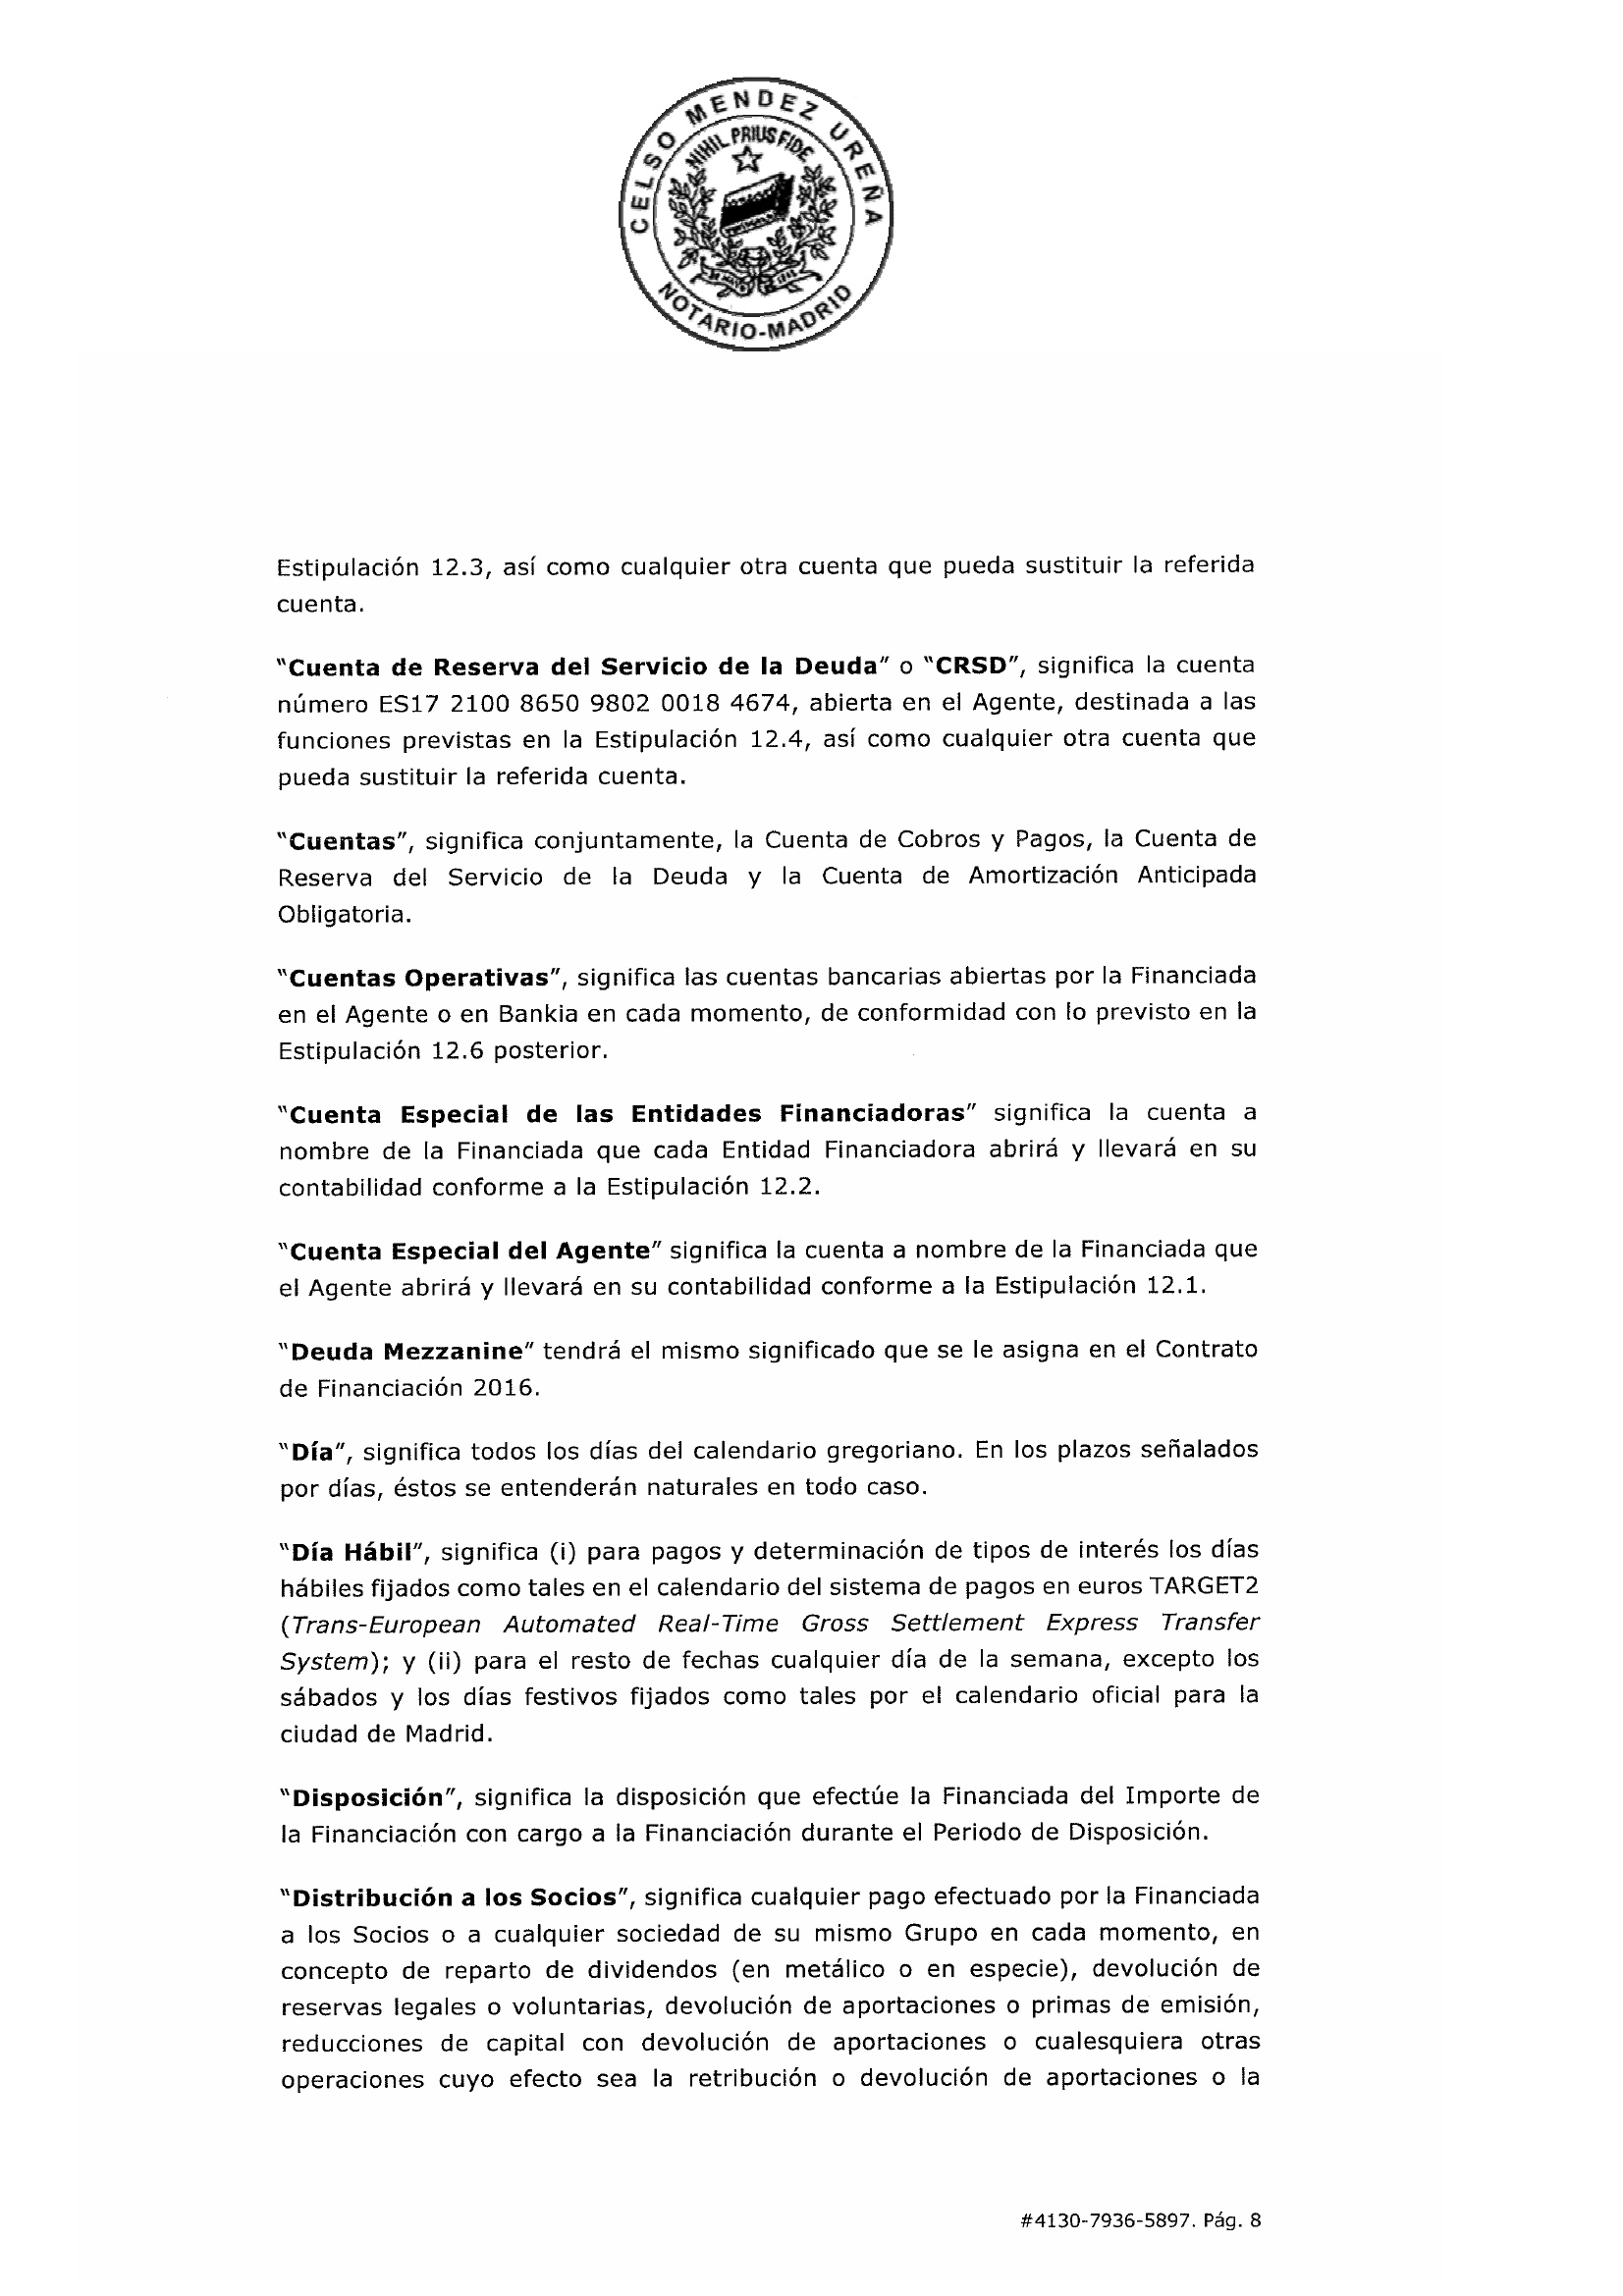 CELSO MENDEZ UREÑA
NIHIL PRIUS FIDE
NOTARIO-MADRID
Estipulación 12.3, así como cualquier otra cuenta que pueda sustituir la referida
cuenta.
"Cuenta de Reserva del Servicio de la Deuda" o "CRSD", significa la cuenta
número ES17 2100 8650 9802 0018 4674, abierta en el Agente, destinada a las
funciones previstas en la Estipulación 12.4, así como cualquier otra cuenta que
pueda sustituir la referida cuenta.
"Cuentas", significa conjuntamente, la Cuenta de Cobros y Pagos, la Cuenta de
Reserva del Servicio de la Deuda y la Cuenta de Amortización Anticipada
Obligatoria.
"Cuentas Operativas", significa las cuentas bancarias abiertas por la Financiada
en el Agente o en Bankia en cada momento, de conformidad con lo previsto en la
Estipulación 12.6 posterior.
"Cuenta Especial de las Entidades Financiadoras" significa la cuenta a
nombre de la Financiada que cada Entidad Financiadora abrirá y llevará en su
contabilidad conforme a la Estipulación 12.2.
"Cuenta Especial del Agente" significa la cuenta a nombre de la Financiada que
el Agente abrirá y llevará en su contabilidad conforme a la Estipulación 12.1.
"Deuda Mezzanine" tendrá el mismo significado que se le asigna en el Contrato
de Financiación 2016.
"Día", significa todos los días del calendario gregoriano. En los plazos señalados
por días, éstos se entenderán naturales en todo caso.
"Día Hábil", significa (i) para pagos y determinación de tipos de interés los días
hábiles fijados como tales en el calendario del sistema de pagos en euros TARGET2
(Trans-European Automated Real-Time Gross Settlement Express Transfer
System); y (ii) para el resto de fechas cualquier día de la semana, excepto los
sábados y los días festivos fijados como tales por el calendario oficial para la
ciudad de Madrid.
"Disposición", significa la disposición que efectúe la Financiada del Importe de
la Financiación con cargo a la Financiación durante el Periodo de Disposición.
"Distribución a los Socios", significa cualquier pago efectuado por la Financiada
a los Socios o a cualquier sociedad de su mismo Grupo en cada momento, en
concepto de reparto de dividendos (en metálico o en especie), devolución de
reservas legales o voluntarias, devolución de aportaciones o primas de emisión,
reducciones de capital con devolución de aportaciones o cualesquiera otras
operaciones cuyo efecto sea la retribución o devolución de aportaciones o la
#4130-7936-5897. Pág. 8